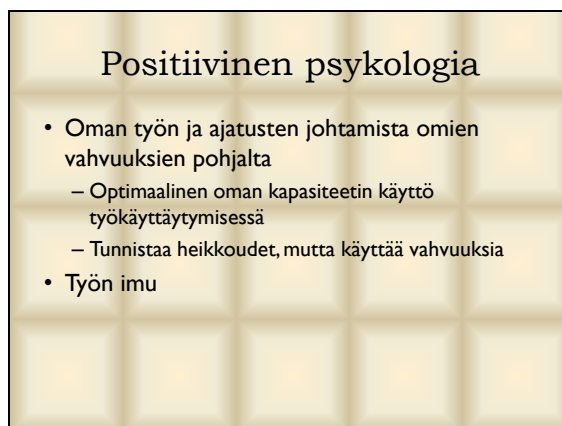 Positiivinen psykologia
• Oman työn ja ajatusten johtamista omien
vahvuuksien pohjalta
– Optimaalinen oman kapasiteetin käyttö
työkäyttäytymisessä
– Tunnistaa heikkoudet, mutta käyttää vahvuuksia
• Työn imu